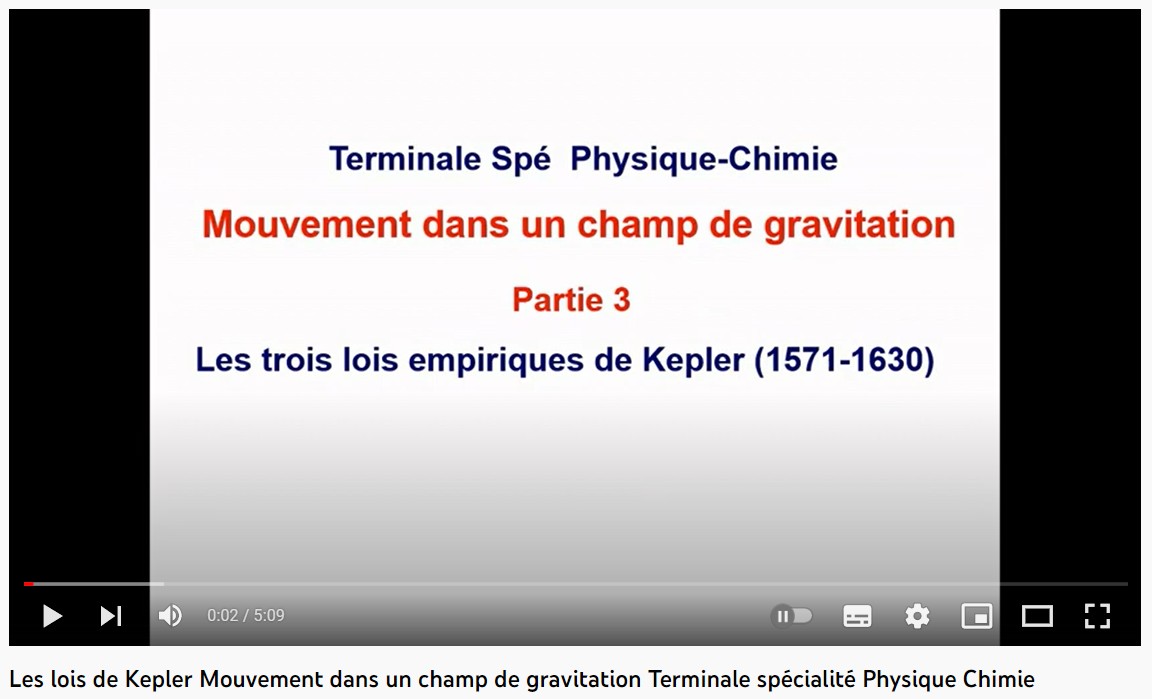 Terminale Spé Physique-Chimie
Mouvement dans un champ de gravitation
Partie 3
Les trois lois empiriques de Kepler (1571-1630)
0:02 / 5:09
Les lois de Kepler Mouvement dans un champ de gravitation Terminale spécialité Physique Chimie